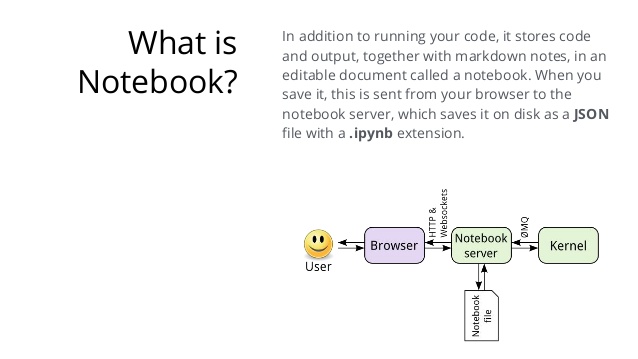 What is
Notebook?
In addition to running your code, it stores code
and output, together with markdown notes, in an
editable document called a notebook. When you
save it, this is sent from your browser to the
notebook server, which saves it on disk as a JSON
file with a .ipynb extension.
HTTP &
Websockets
ØMQ
User
Browser
Notebook
server
Kernel
Notebook
file